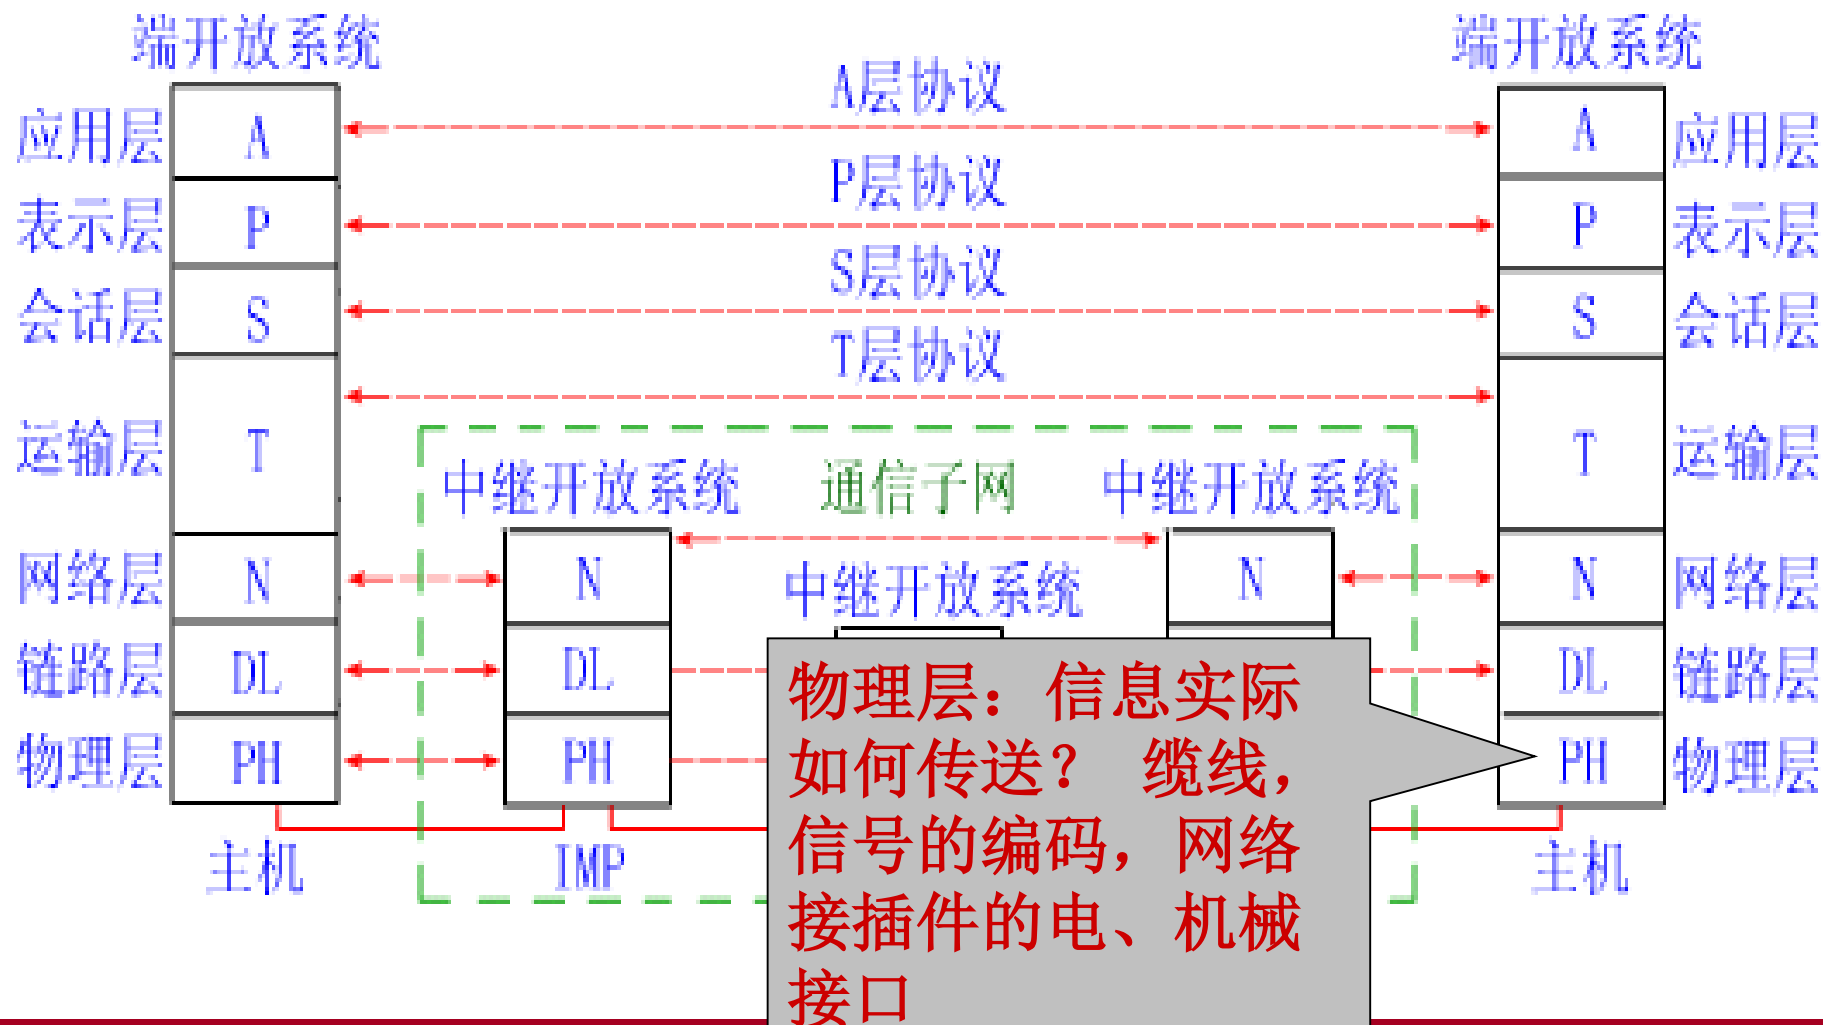 端开放系统 端开放系统
A层协议
应用层 A A 应用层
P层协议
表示层 P P 表示层
S层协议
会话层 S S 会话层
T层协议
运输层 T T 运输层
中继开放系统 通信子网 中继开放系统
网络层 N N N N 网络层
中继开放系统
链路层 DL DL DL 链路层
物理层 PH PH PH 物理层
主机 IMP 主机
物理层：信息实际
如何传送？ 缆线，
信号的编码，网络
接插件的电、机械
接口